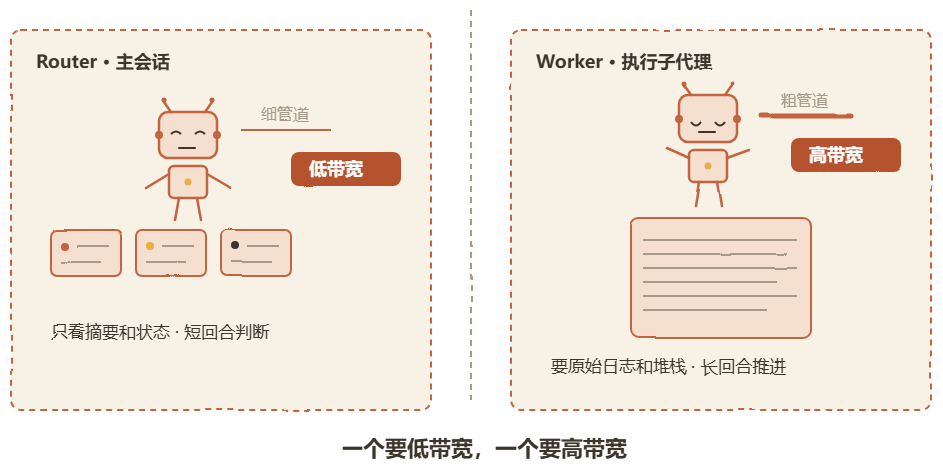 Router • 主会话
细管道
低带宽
只看摘要和状态 · 短回合判断
Worker • 执行子代理
粗管道
高带宽
要原始日志和堆栈 · 长回合推进
一个要低带宽，一个要高带宽